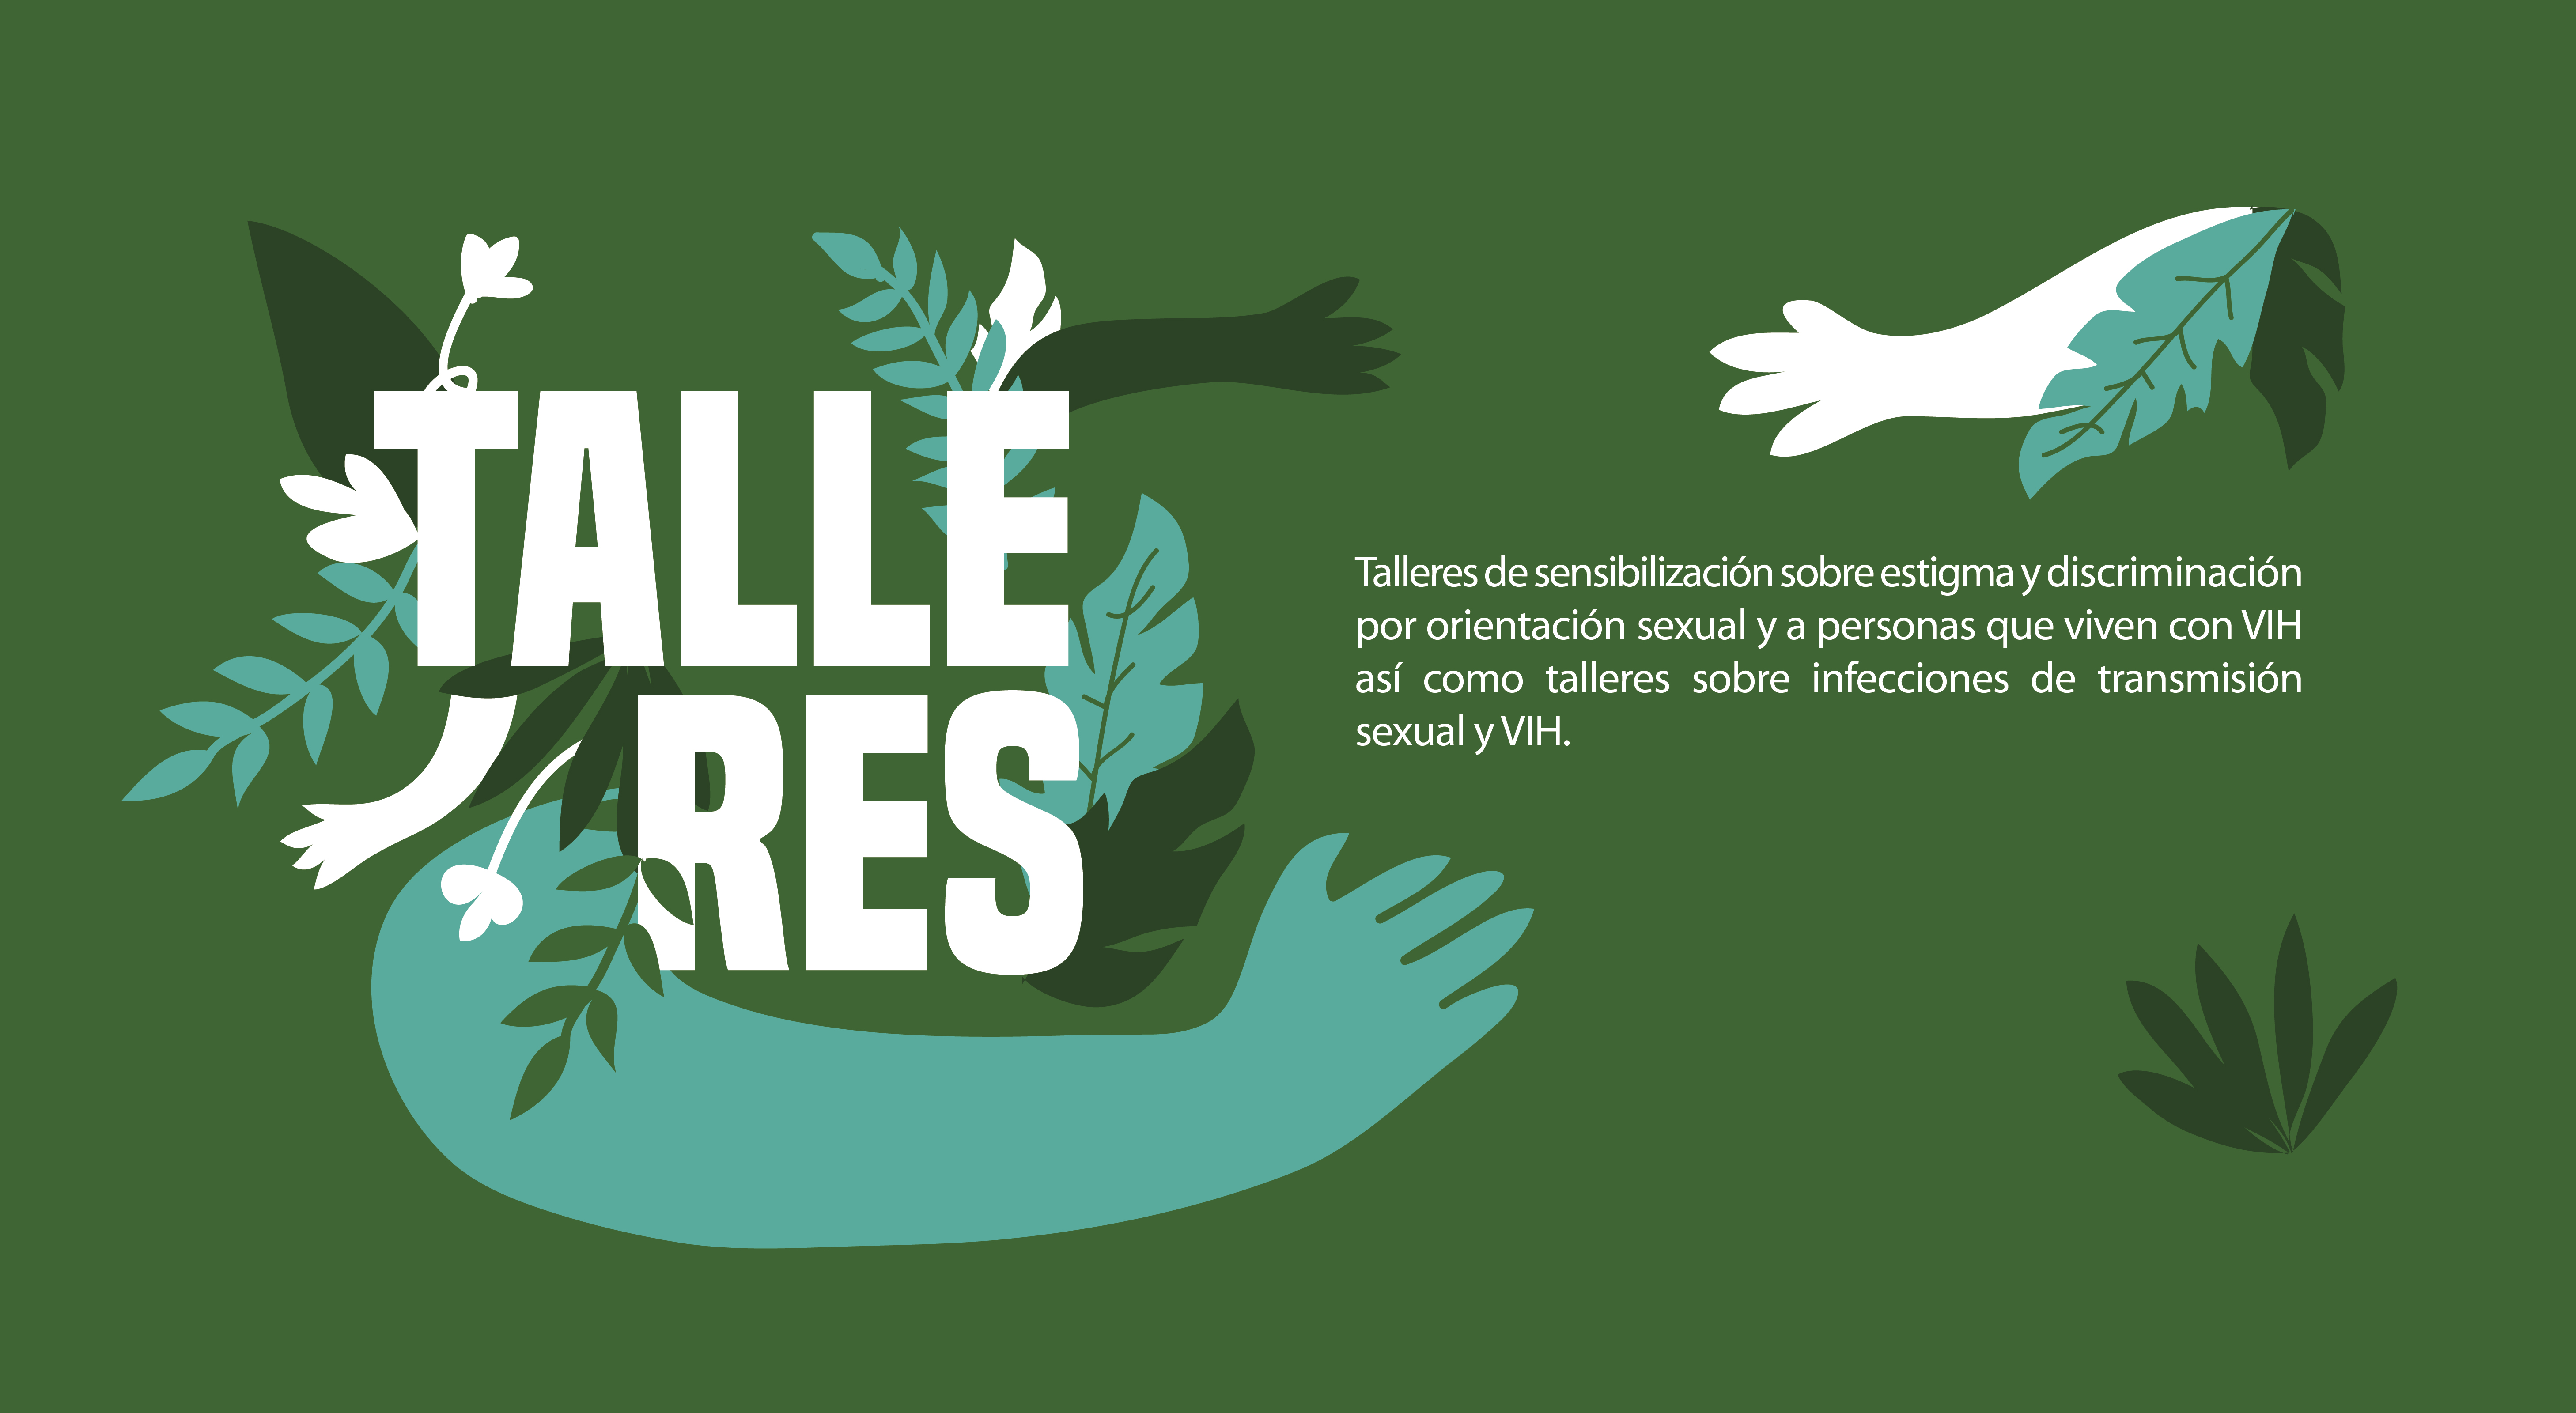 TALLE
RES
Talleres de sensibilización sobre estigma y discriminación
por orientación sexual y a personas que viven con VIH
así como talleres sobre infecciones de transmisión
sexual y VIH.